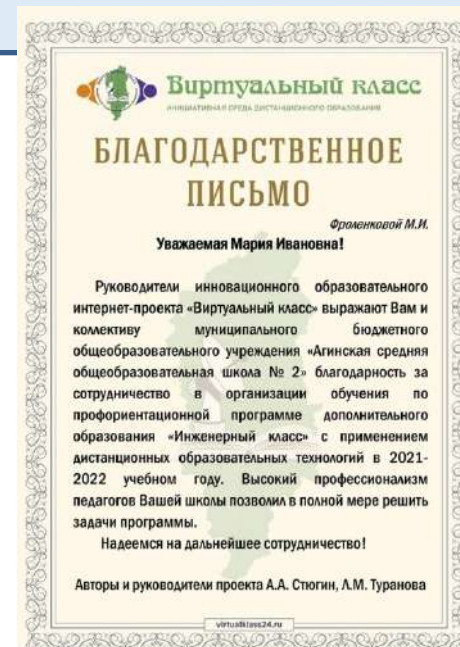 Виртуальный класс
ИНИЦИАТИВНАЯ СРЕДА ДИСТАНЦИОННОГО ОБРАЗОВАНИЯ
БЛАГОДАРСТВЕННОЕ
ПИСЬМО
Фроленковой М.И.
Уважаемая Мария Ивановна!
Руководители инновационного образовательного
интернет-проекта «Виртуальный класс» выражают Вам и
коллективу муниципального бюджетного
общеобразовательного учреждения «Агинская средняя
общеобразовательная школа № 2» благодарность за
сотрудничество в организации обучения по
профориентационной программе дополнительного
образования «Инженерный класс» с применением
дистанционных образовательных технологий в 2021-
2022 учебном году. Высокий профессионализм
педагогов Вашей школы позволил в полной мере решить
задачи программы.
Надеемся на дальнейшее сотрудничество!
Авторы и руководители проекта А.А. Стюгин, Л.М. Туранова
virtualklass24.ru